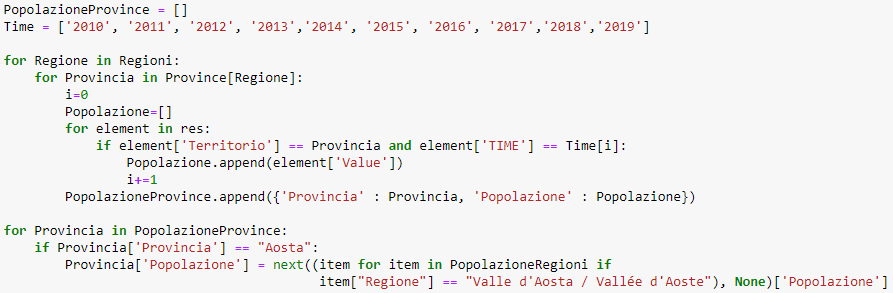 PopolazioneProvince = []
Time = ['2010', '2011', '2012', '2013','2014', '2015', '2016', '2017','2018','2019']

for Regione in Regioni:
    for Provincia in Province[Regione]:
        i=0
        Popolazione=[]
        for element in res:
            if element['Territorio'] == Provincia and element['TIME'] == Time[i]:
                Popolazione.append(element['Value'])
                i+=1
        PopolazioneProvince.append({'Provincia' : Provincia, 'Popolazione' : Popolazione})

for Provincia in PopolazioneProvince:
    if Provincia['Provincia'] == "Aosta":
        Provincia['Popolazione'] = next((item for item in PopolazioneRegioni if
                                         item["Regione"] == "Valle d'Aosta / Vallée d'Aoste"), None)['Popolazione']